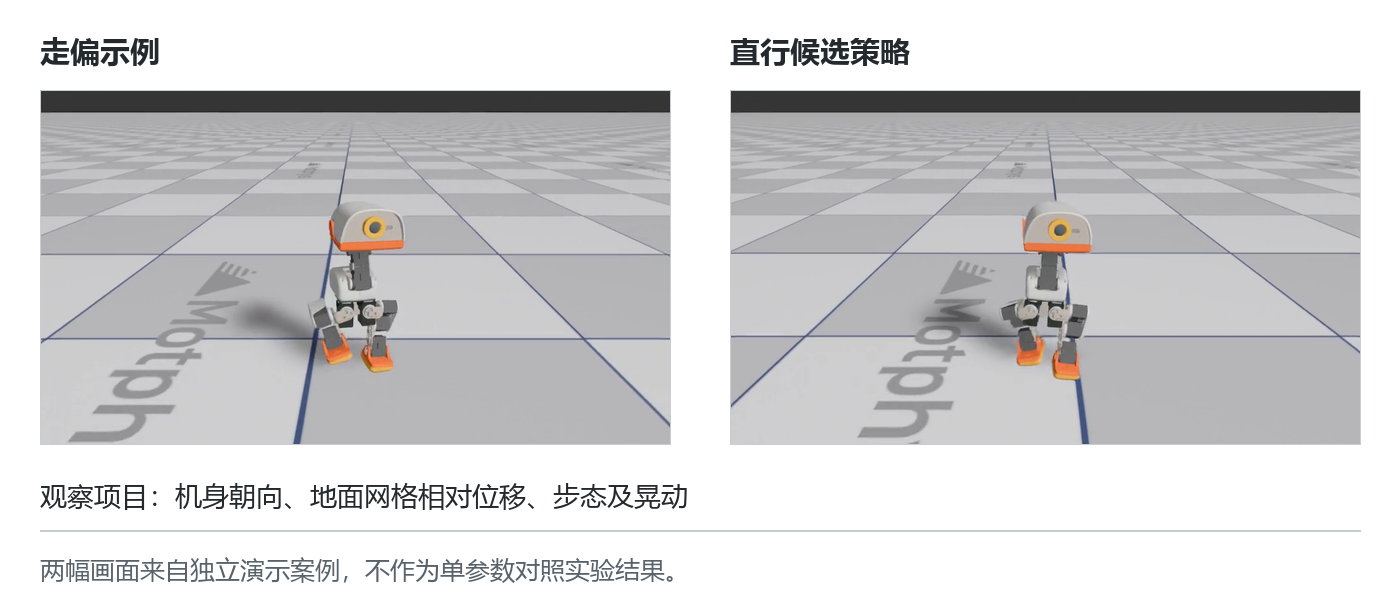 走偏示例
直行候选策略
Motph
Motph
观察项目：机身朝向、地面网格相对位移、步态及晃动
两幅画面来自独立演示案例，不作为单参数对照实验结果。